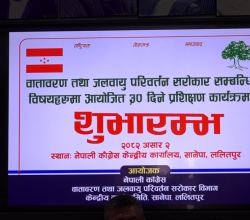 वातावरण तथा जलवायु परिवर्तन सरोकार सम्बन्धि
विषयहरुमा आयोजित ३० दिने प्रशिक्षण कार्यक्रम
शुभारम्भ
२०८२ असार २
स्थान: नेपाली काँग्रेस केन्द्रीय कार्यालय, सानेपा, ललितपुर
आयोजक
नेपाली काँग्रेस
वातावरण तथा जलवायु परिवर्तन सरोकार विभाग
केन्द्रीय समिति, सानेपा, ललितपुर